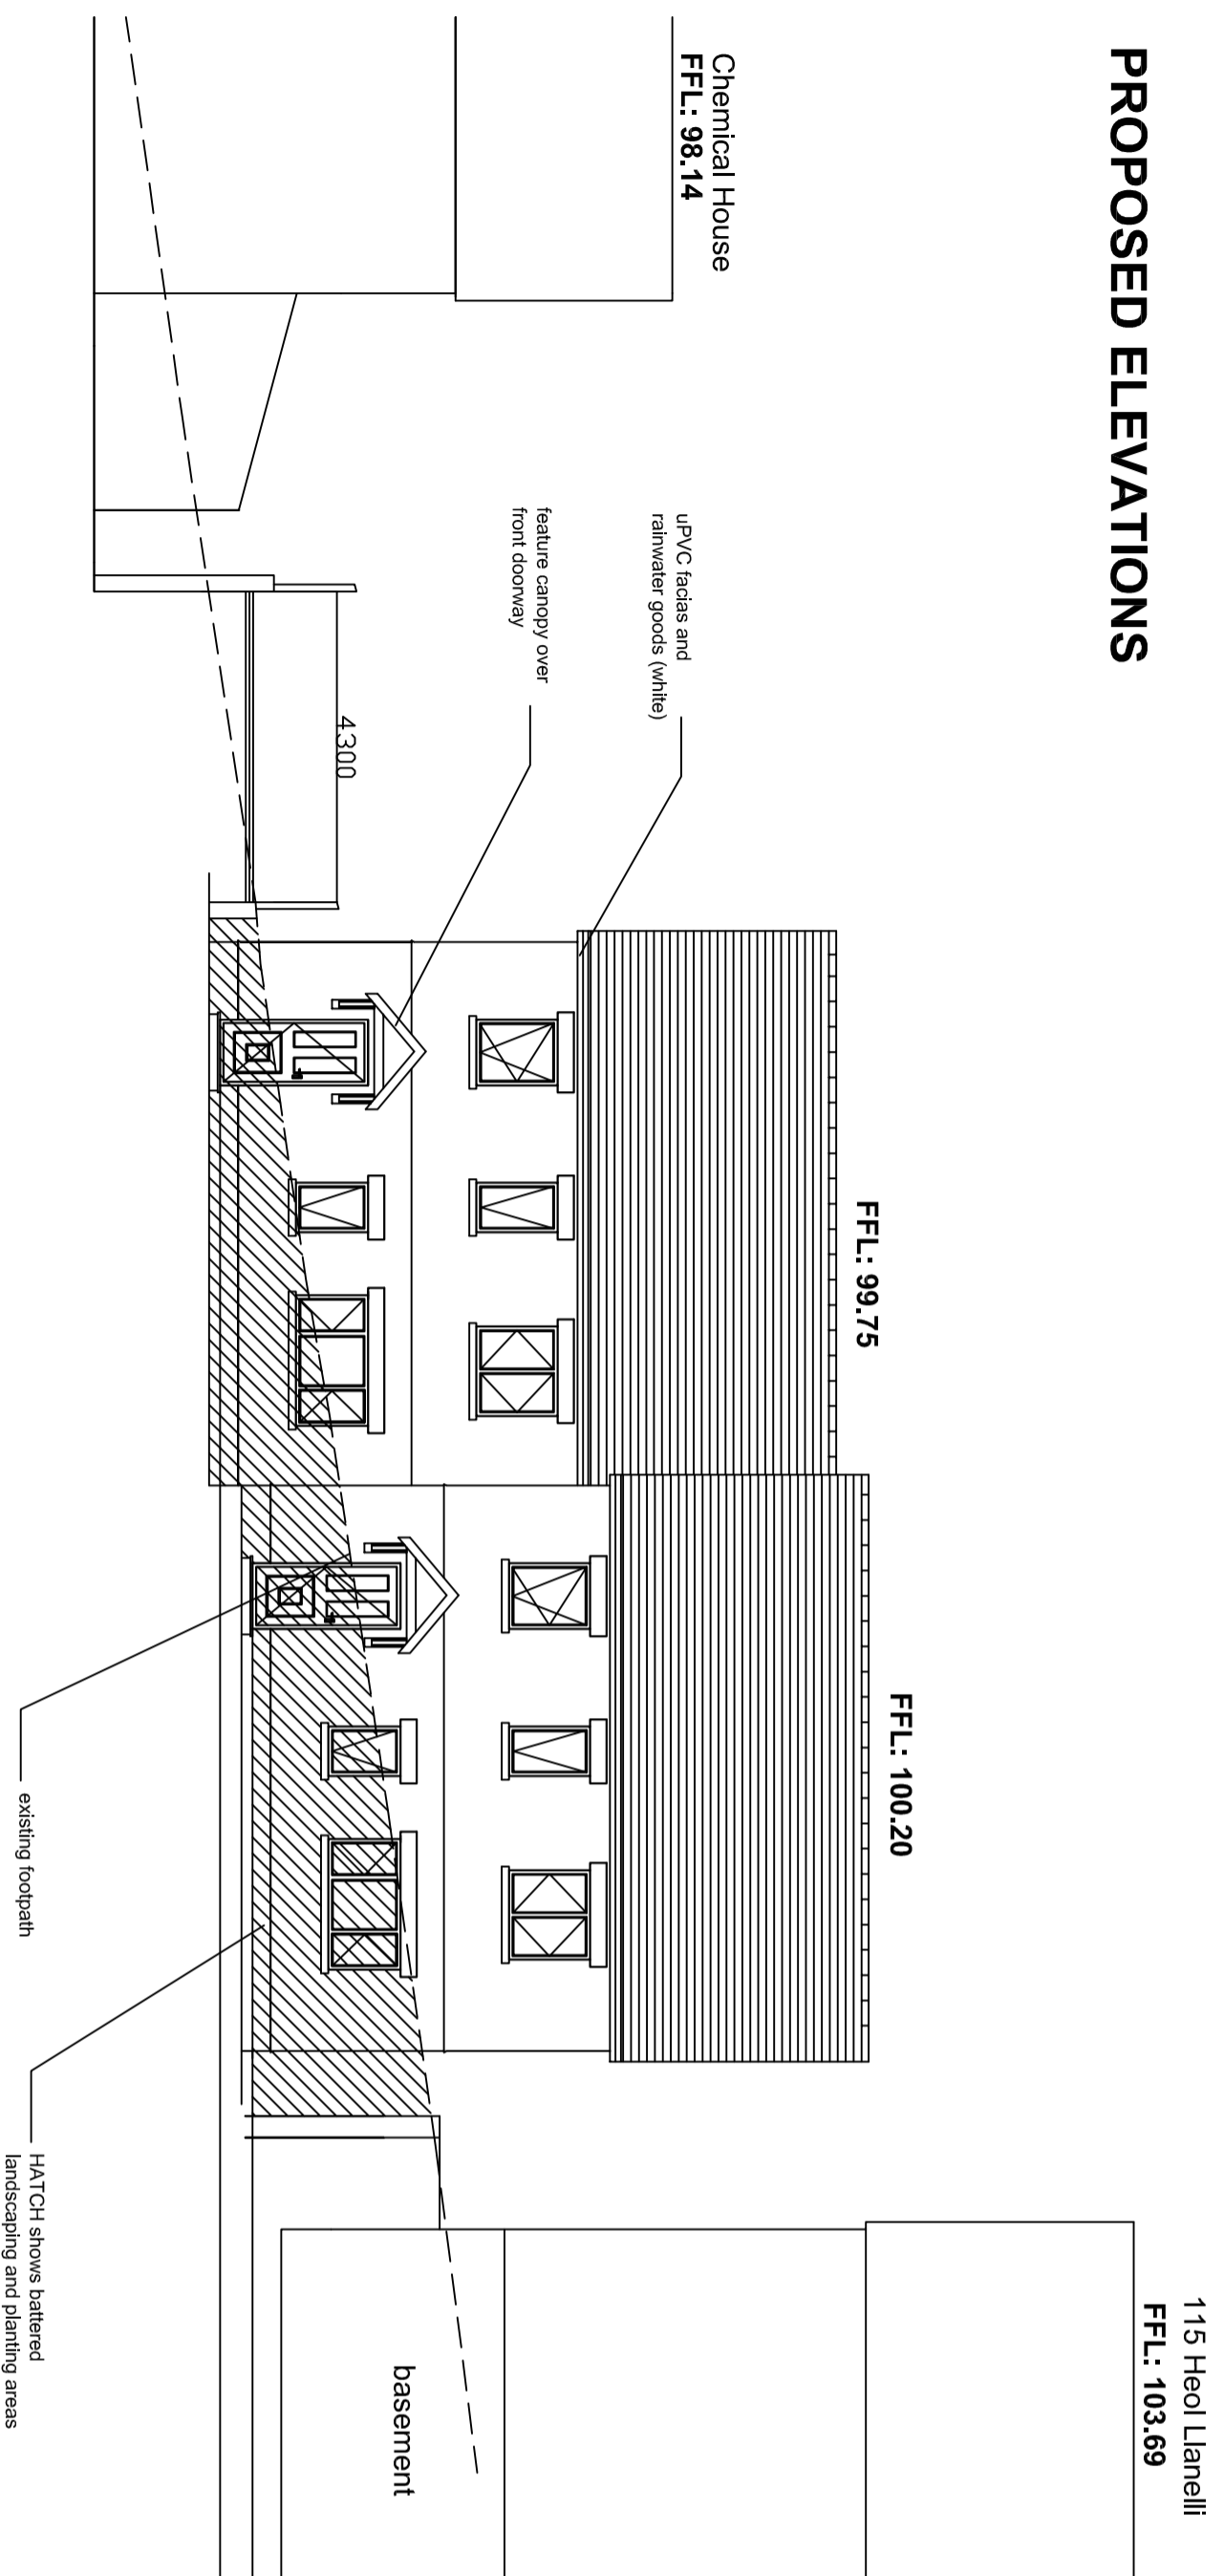 PROPOSED ELEVATIONS
115 Heol Llanelli
FFL: 103.69
FFL: 100.20
FFL: 99.75
Chemical House
FFL: 98.14
uPVC facias and
rainwater goods (white)
feature canopy over
front doorway
4300
basement
existing footpath
HATCH shows battered
landscaping and planting areas